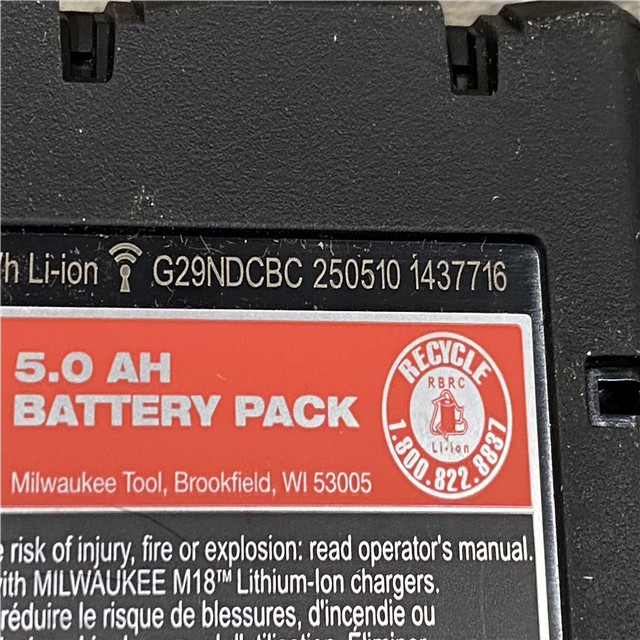 /h Li-ion G29NDCBC 250510 1437716
5.0 AH
BATTERY PACK
Milwaukee Tool, Brookfield, WI 53005
RECYCLE
RBRC
Li-ion
1.800.822.8837
risk of injury, fire or explosion: read operator's manual.
with MILWAUKEE M18™ Lithium-Ion chargers.
réduire le risque de blessures, d'incendie ou